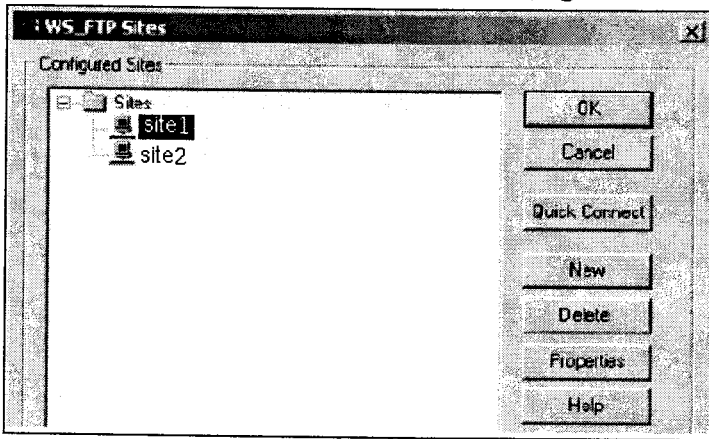 WS_FTP Sites
Configured Sites
Sites
site1
site2
OK
Cancel
Quick Connect
New
Delete
Properties
Help